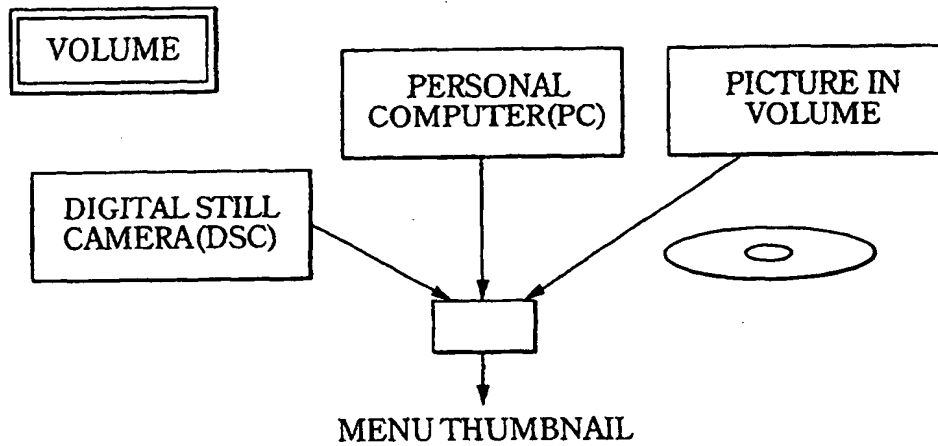 VOLUME
PERSONAL
COMPUTER(PC)
PICTURE IN
VOLUME
DIGITAL STILL
CAMERA(DSC)
MENU THUMBNAIL